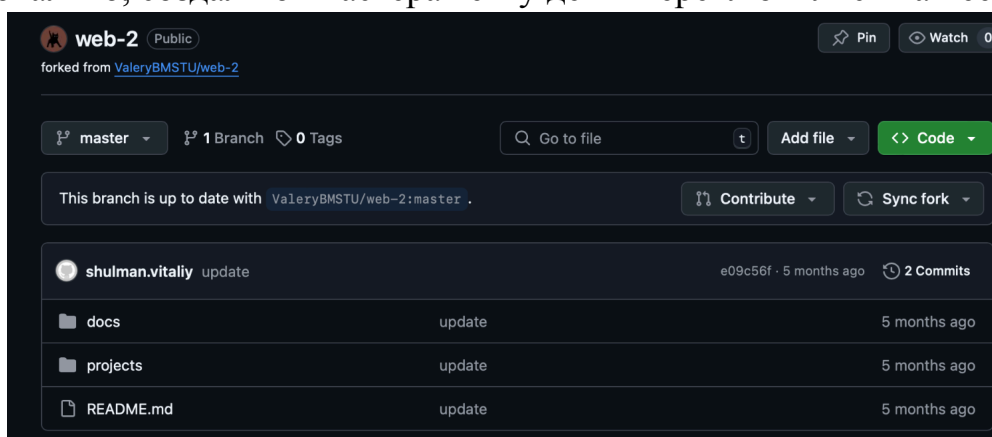 web-2 Public
Pin
Watch 0
forked from ValeryBMSTU/web-2
master
1 Branch
0 Tags
Go to file
t
Add file
<> Code
This branch is up to date with ValeryBMSTU/web-2:master .
Contribute
Sync fork
shulman.vitaliy update
e09c56f · 5 months ago
2 Commits
docs
update
5 months ago
projects
update
5 months ago
README.md
update
5 months ago